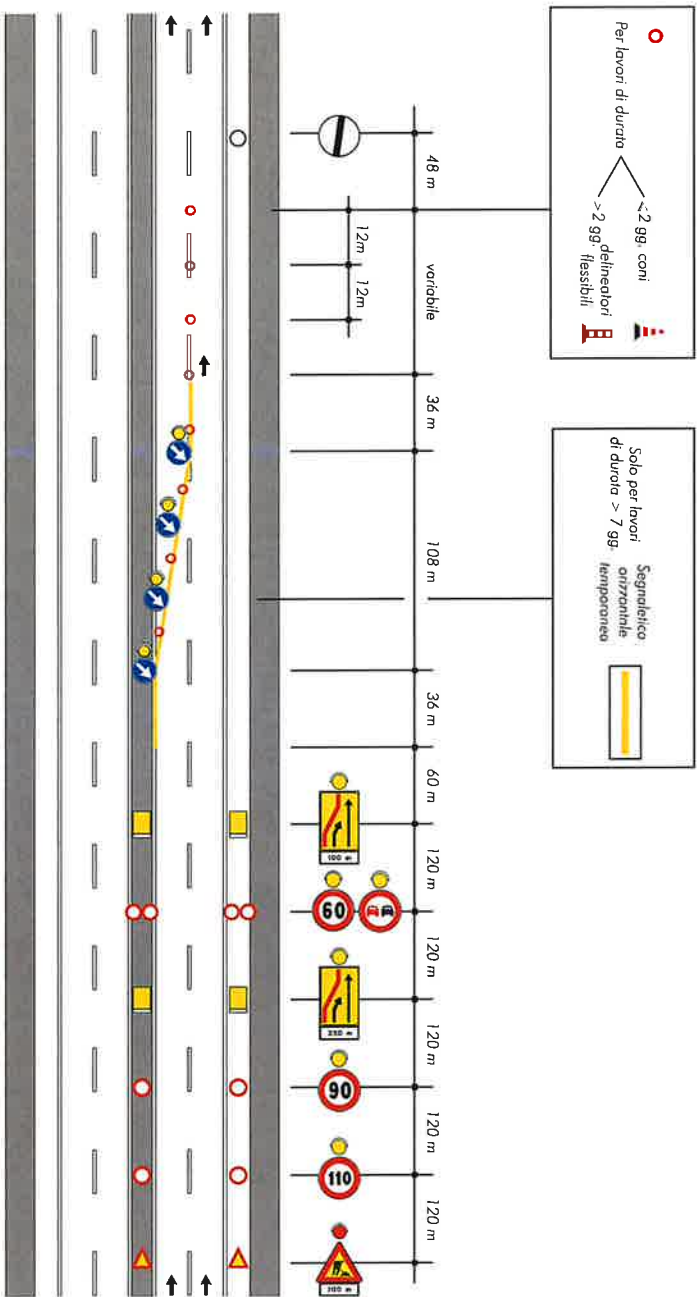 Per lavori di durata
< 2 gg. coni
> 2 gg. delineatori
flessibili
Solo per lavori
di durata > 7 gg.
Segnaletica
orizzontale
temporanea
48 m
variabile
12m
12m
36 m
108 m
36 m
60 m
120 m
120 m
120 m
120 m
120 m
100 m
60
90
110